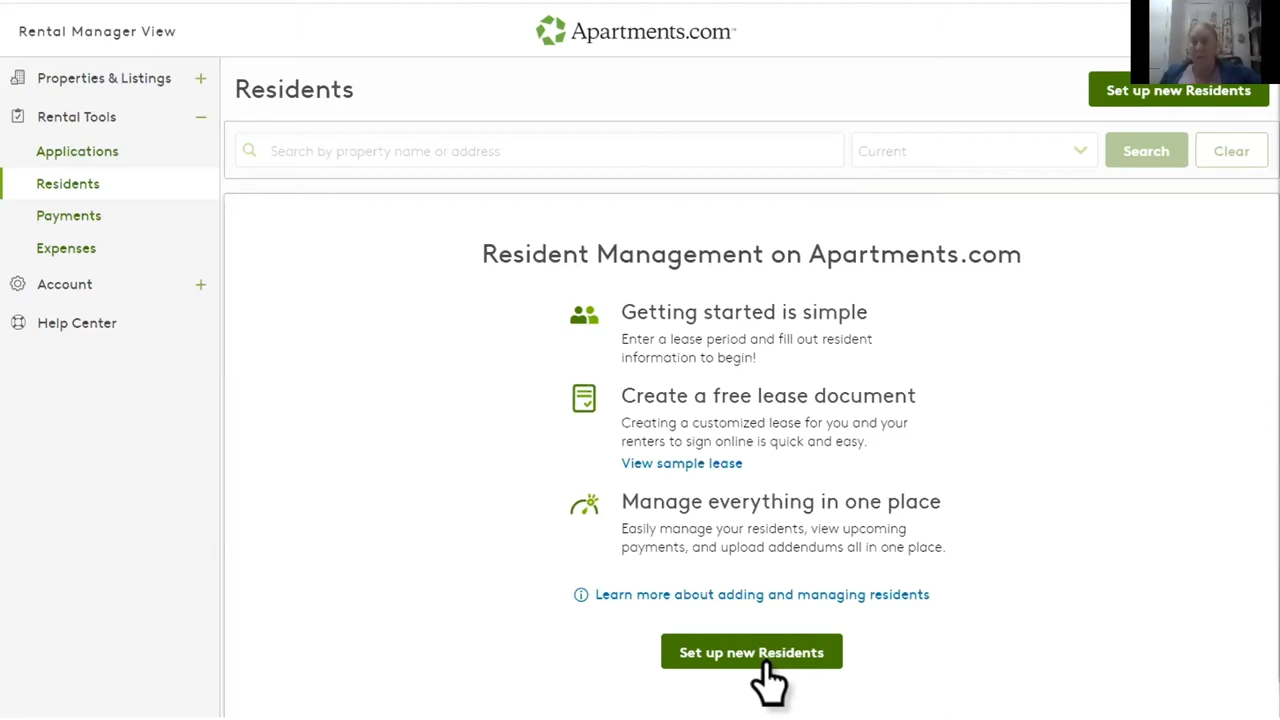 Rental Manager View
Apartments.com
Properties & Listings
Rental Tools
Applications
Residents
Payments
Expenses
Account
Help Center
Residents
Set up new Residents
Search by property name or address
Current
Search
Clear
Resident Management on Apartments.com
Getting started is simple
Enter a lease period and fill out resident
information to begin!
Create a free lease document
Creating a customized lease for you and your
renters to sign online is quick and easy.
View sample lease
Manage everything in one place
Easily manage your residents, view upcoming
payments, and upload addendums all in one place.
Learn more about adding and managing residents
Set up new Residents